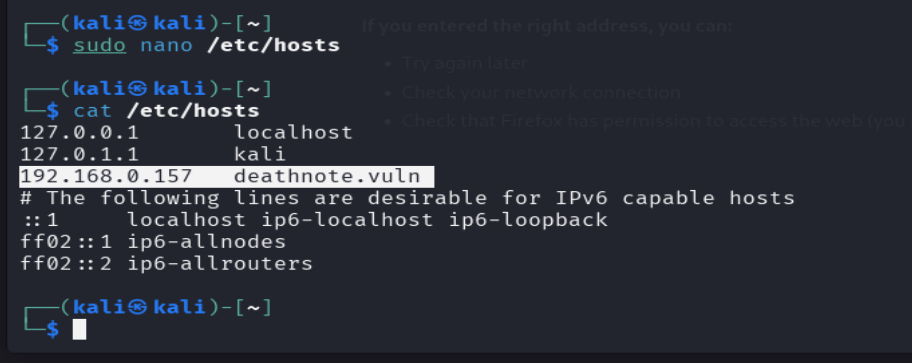 ┌──(kali㉿kali)-[~]
└─$ sudo nano /etc/hosts
┌──(kali㉿kali)-[~]
└─$ cat /etc/hosts
127.0.0.1       localhost
127.0.1.1       kali
192.168.0.157   deathnote.vuln
# The following lines are desirable for IPv6 capable hosts
::1     localhost ip6-localhost ip6-loopback
ff02::1 ip6-allnodes
ff02::2 ip6-allrouters
┌──(kali㉿kali)-[~]
└─$
If you entered the right address, you can:
Try again later
Check your network connection
Check that Firefox has permission to access the web (you